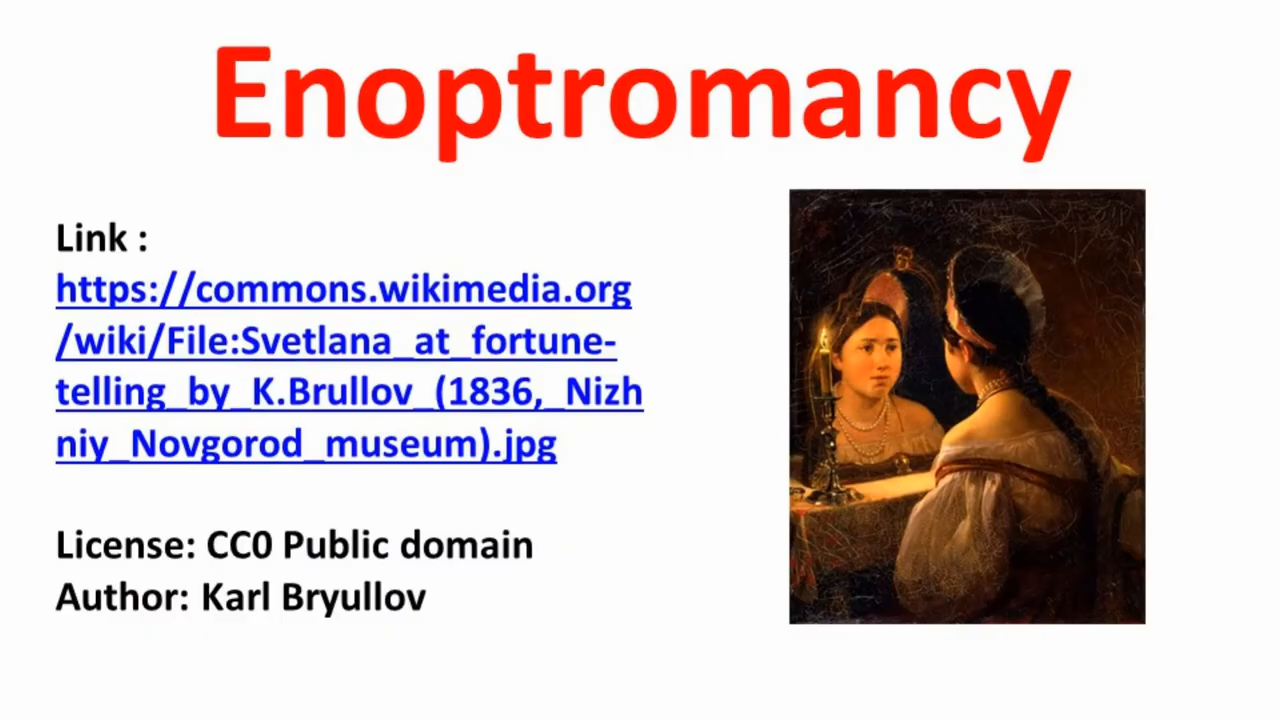 Enoptromancy
Link :
https://commons.wikimedia.org
/wiki/File:Svetlana_at_fortune-
telling_by_K.Brullov_(1836,_Nizh
niy_Novgorod_museum).jpg
License: CC0 Public domain
Author: Karl Bryullov